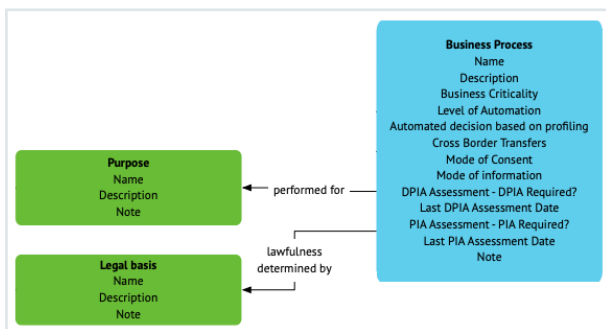 Business Process
Name
Description
Business Criticality
Level of Automation
Automated decision based on profiling
Cross Border Transfers
Mode of Consent
Mode of information
DPIA Assessment - DPIA Required?
Last DPIA Assessment Date
PIA Assessment - PIA Required?
Last PIA Assessment Date
Note
Purpose
Name
Description
Note
performed for
lawfulness
determined by
Legal basis
Name
Description
Note